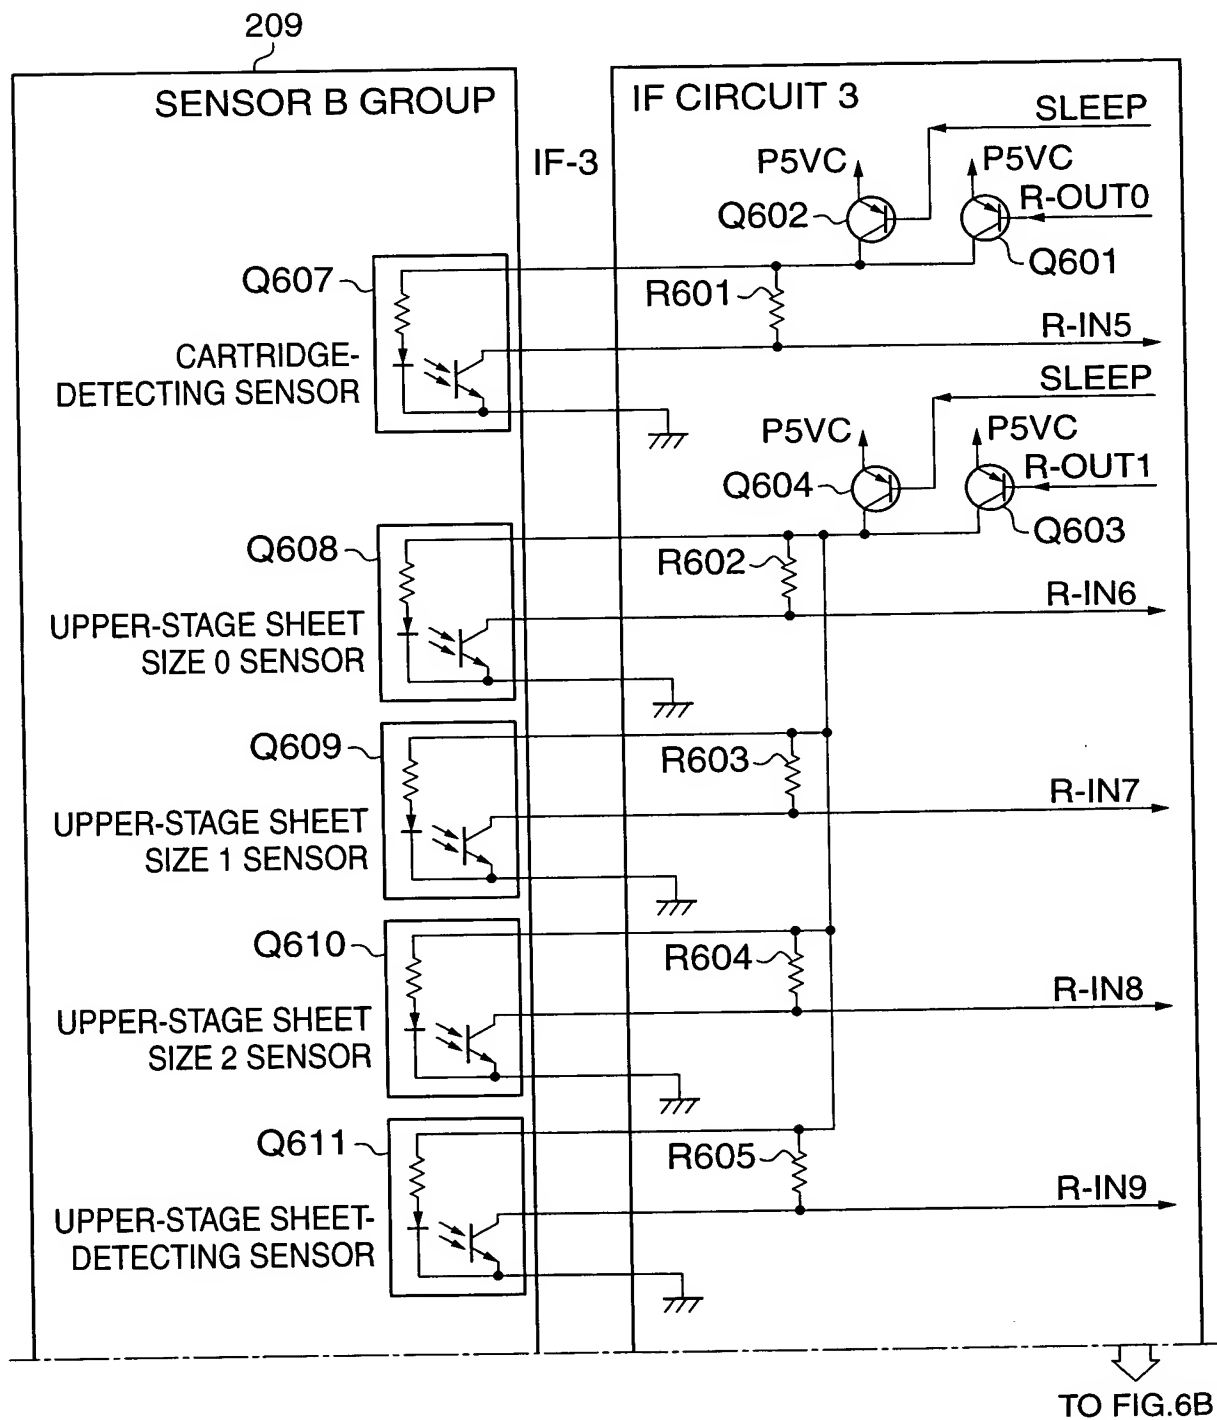 209
SENSOR B GROUP
IF-3
IF CIRCUIT 3
SLEEP
P5VC
P5VC
R-OUT0
Q602
Q601
Q607
R601
R-IN5
CARTRIDGE-
DETECTING SENSOR
SLEEP
P5VC
P5VC
R-OUT1
Q604
Q603
Q608
R602
R-IN6
UPPER-STAGE SHEET
SIZE 0 SENSOR
Q609
R603
R-IN7
UPPER-STAGE SHEET
SIZE 1 SENSOR
Q610
R604
R-IN8
UPPER-STAGE SHEET
SIZE 2 SENSOR
Q611
R605
R-IN9
UPPER-STAGE SHEET-
DETECTING SENSOR
TO FIG.6B